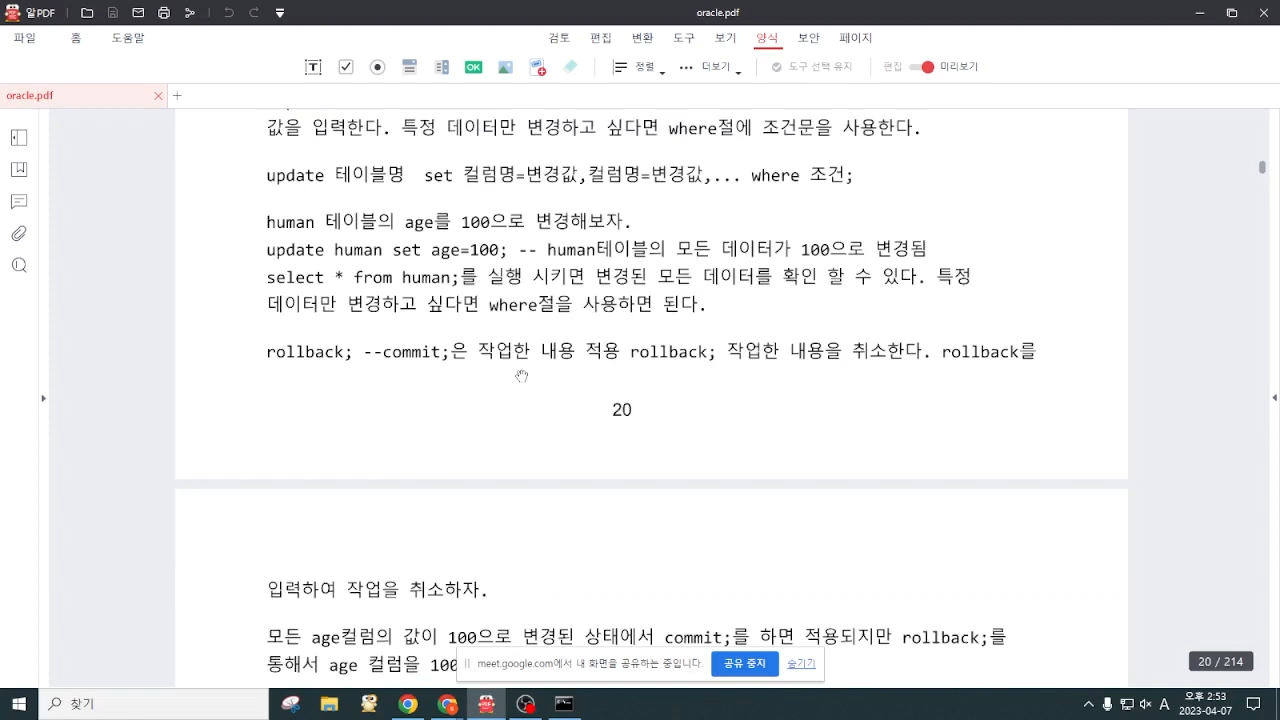 알PDF
oracle.pdf
파일 홈 도움말 검토 편집 변환 도구 보기 양식 보안 페이지
T OK 정렬 더보기 도구 선택 유지 편집 미리보기
oracle.pdf
값을 입력한다. 특정 데이터만 변경하고 싶다면 where절에 조건문을 사용한다.
update 테이블명  set 컬럼명=변경값,컬럼명=변경값,... where 조건;
human 테이블의 age를 100으로 변경해보자.
update human set age=100; -- human테이블의 모든 데이터가 100으로 변경됨
select * from human;를 실행 시키면 변경된 모든 데이터를 확인 할 수 있다. 특정
데이터만 변경하고 싶다면 where절을 사용하면 된다.
rollback; --commit;은 작업한 내용 적용 rollback; 작업한 내용을 취소한다. rollback를
20
입력하여 작업을 취소하자.
모든 age컬럼의 값이 100으로 변경된 상태에서 commit;를 하면 적용되지만 rollback;를
통해서 age 컬럼을 100
meet.google.com에서 내 화면을 공유하는 중입니다. 공유 중지 숨기기
20 / 214
찾기
A 오후 2:53
2023-04-07